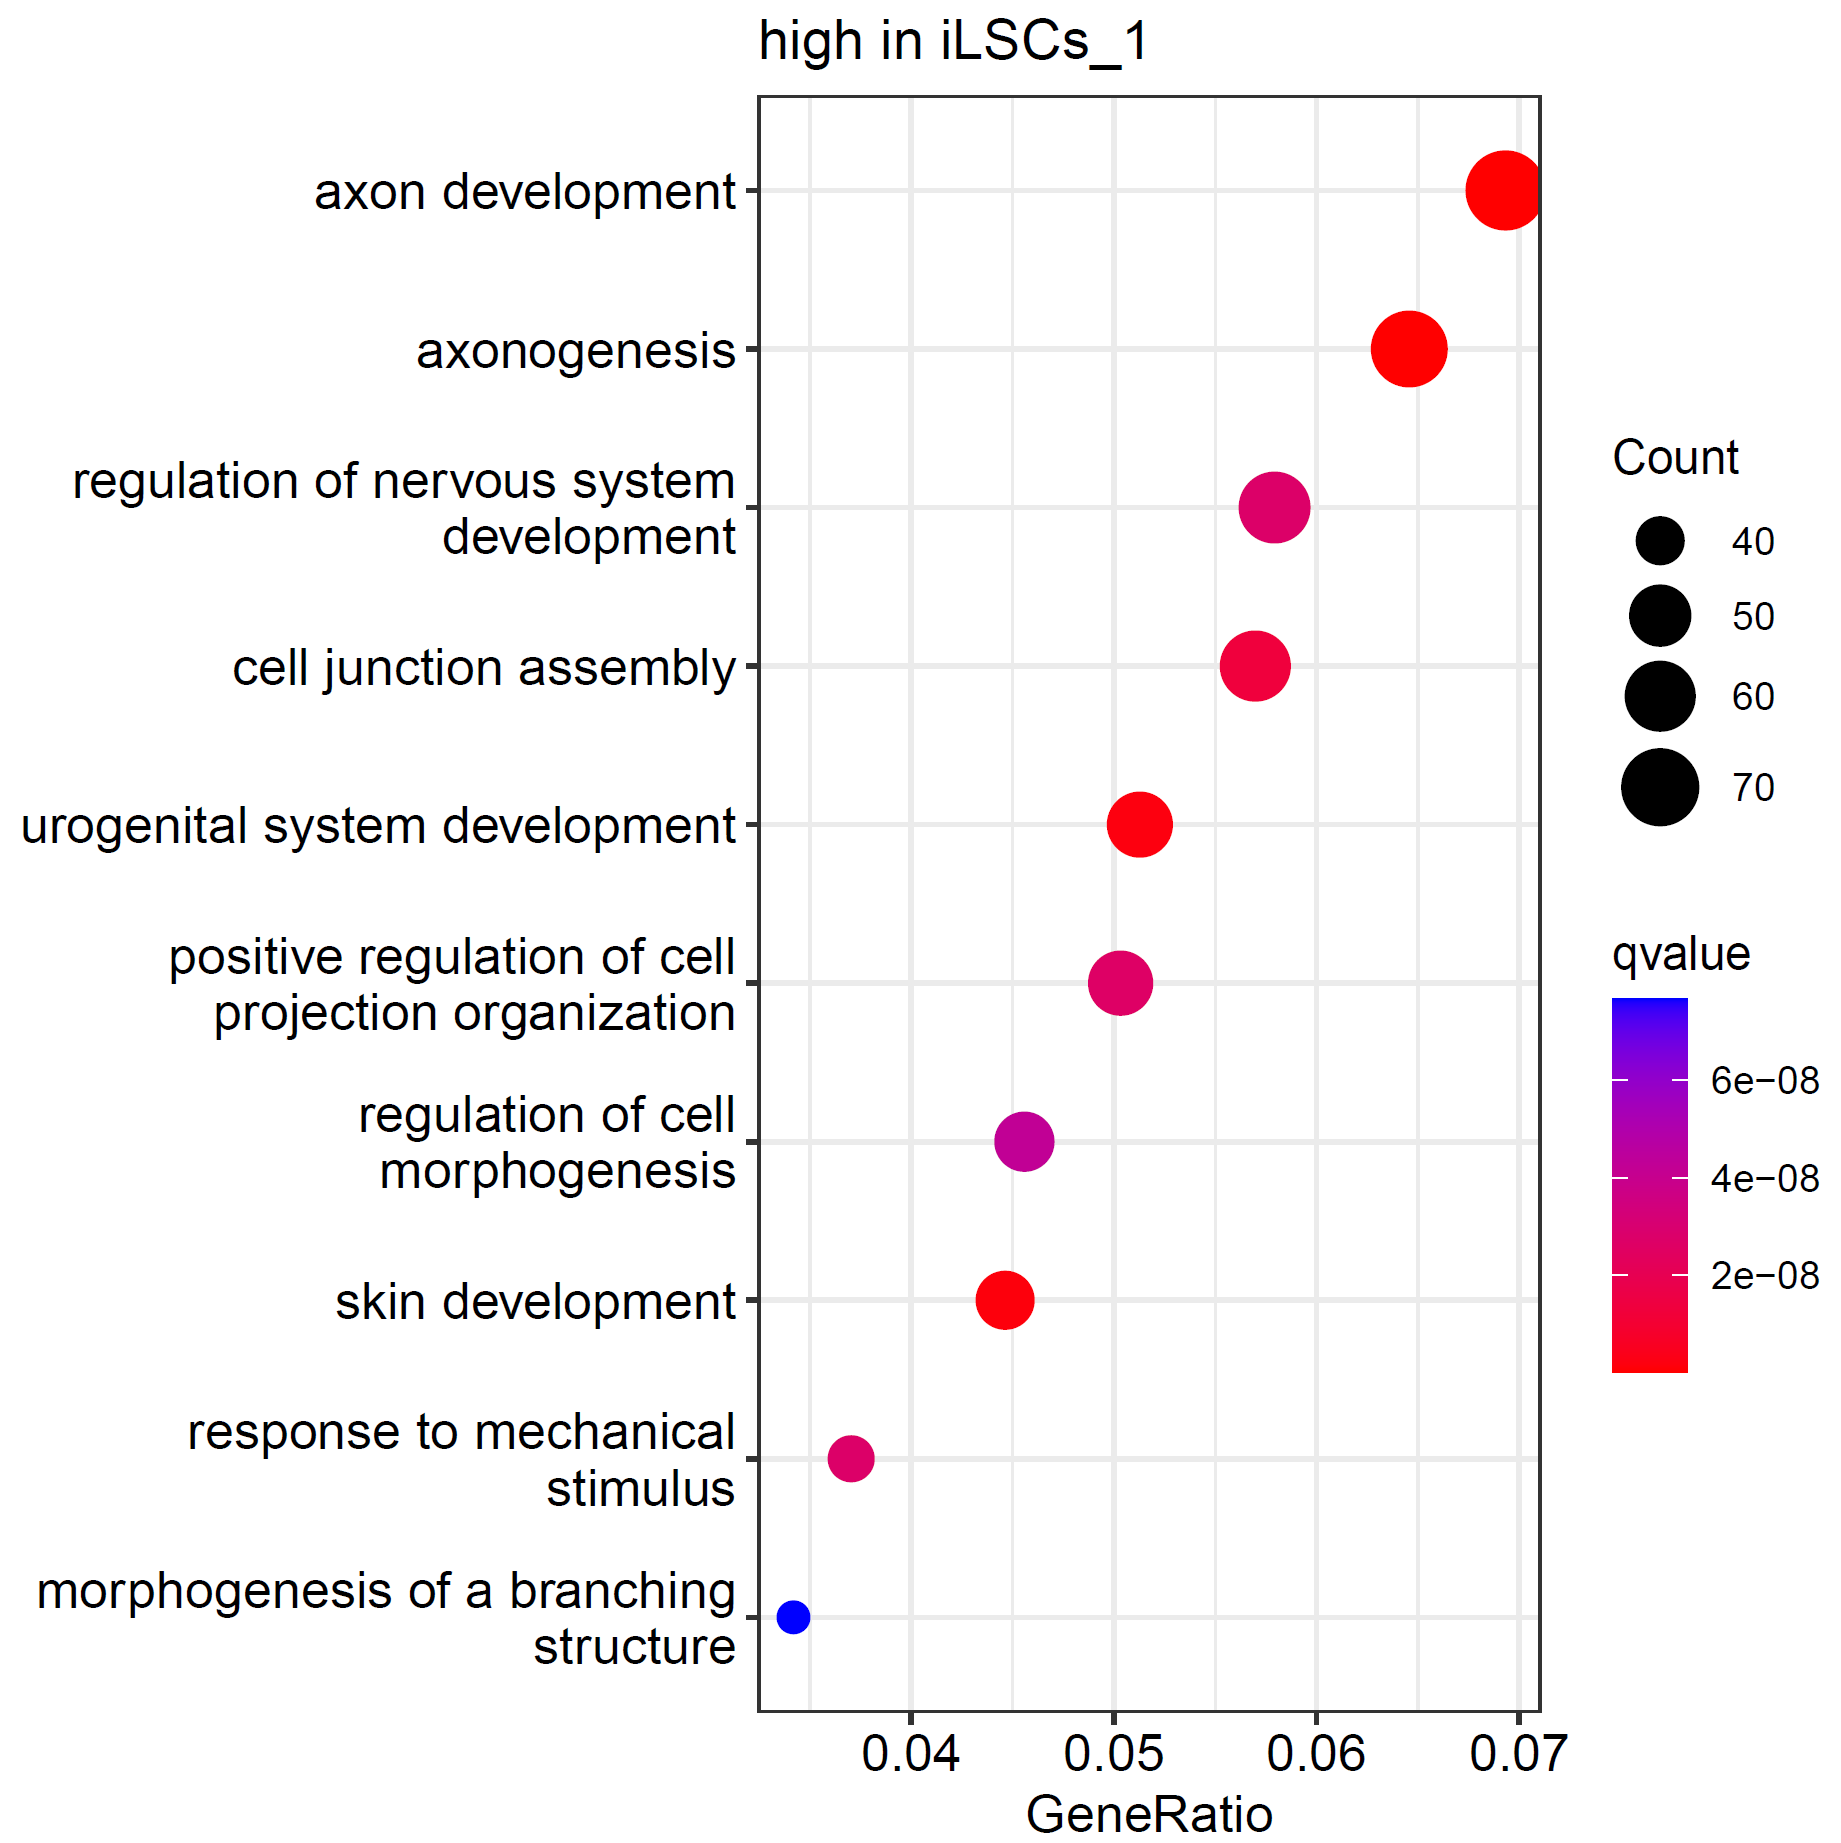 high in iLSCs_1
axon development
axonogenesis
regulation of nervous system
development
cell junction assembly
urogenital system development
positive regulation of cell
projection organization
regulation of cell
morphogenesis
skin development
response to mechanical
stimulus
morphogenesis of a branching
structure
0.04 0.05 0.06 0.07
GeneRatio
Count
40
50
60
70
qvalue
6e−08
4e−08
2e−08